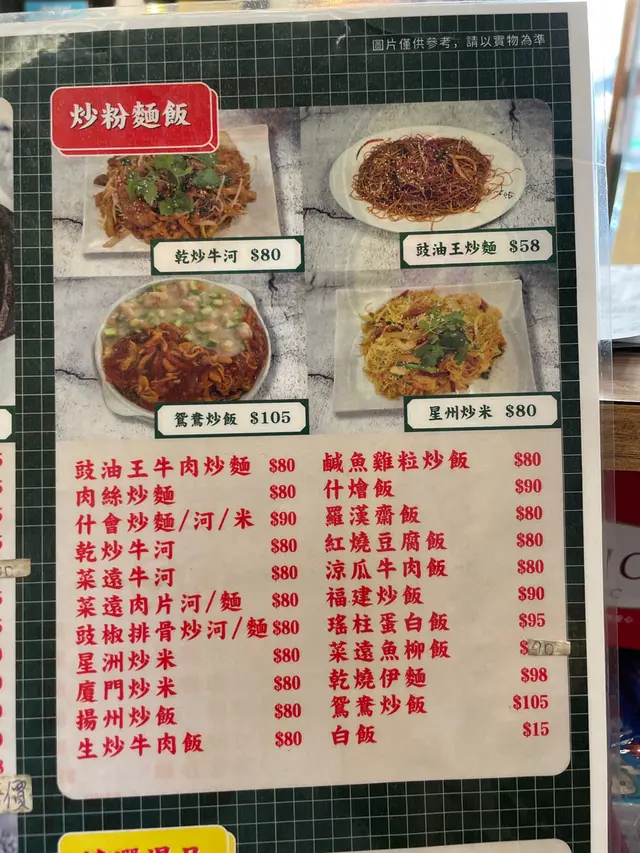 圖片僅供參考，請以實物為準
炒粉麵飯
乾炒牛河 $80
豉油王炒麵 $58
鴛鴦炒飯 $105
星州炒米 $80
豉油王牛肉炒麵 $80
肉絲炒麵 $80
什會炒麵/河/米 $90
乾炒牛河 $80
菜遠牛河 $80
菜遠肉片河/麵 $80
豉椒排骨炒河/麵 $80
星洲炒米 $80
廈門炒米 $80
揚州炒飯 $80
生炒牛肉飯 $80
鹹魚雞粒炒飯 $80
什燴飯 $90
羅漢齋飯 $80
紅燒豆腐飯 $80
涼瓜牛肉飯 $80
福建炒飯 $90
瑤柱蛋白飯 $95
菜遠魚柳飯 $
乾燒伊麵 $98
鴛鴦炒飯 $105
白飯 $15
價